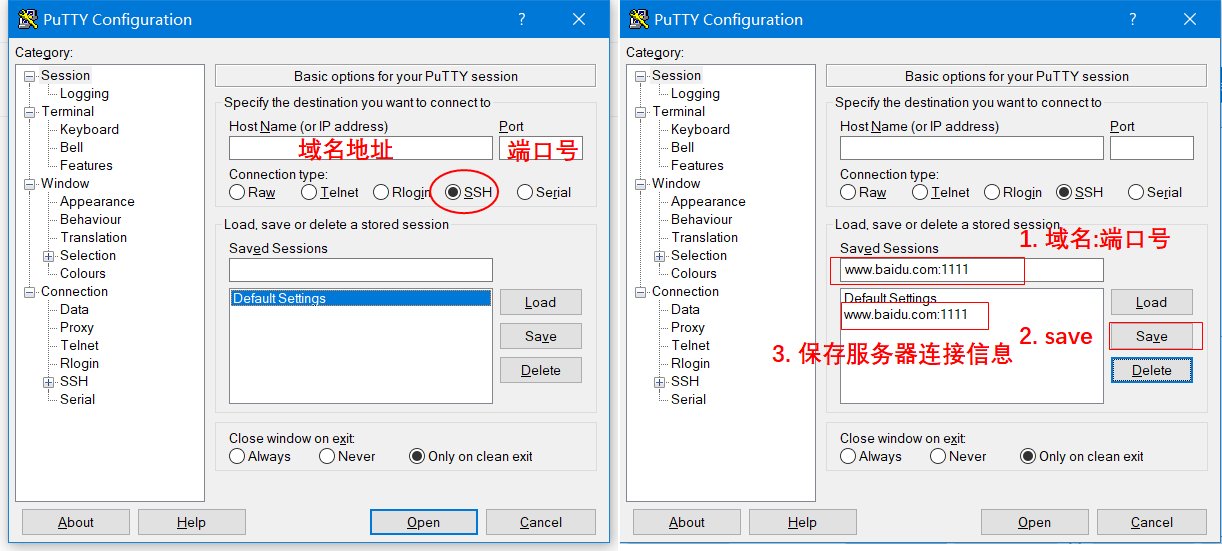 PuTTY Configuration
?
Category:
Session
Logging
Terminal
Keyboard
Bell
Features
Window
Appearance
Behaviour
Translation
Selection
Colours
Connection
Data
Proxy
Telnet
Rlogin
SSH
Serial
Basic options for your PuTTY session
Specify the destination you want to connect to
Host Name (or IP address) Port
域名地址 端口号
Connection type:
Raw Telnet Rlogin SSH Serial
Load, save or delete a stored session
Saved Sessions
Default Settings
Load
Save
Delete
Close window on exit:
Always Never Only on clean exit
About Help Open Cancel
PuTTY Configuration
?
Category:
Session
Logging
Terminal
Keyboard
Bell
Features
Window
Appearance
Behaviour
Translation
Selection
Colours
Connection
Data
Proxy
Telnet
Rlogin
SSH
Serial
Basic options for your PuTTY session
Specify the destination you want to connect to
Host Name (or IP address) Port
Connection type:
Raw Telnet Rlogin SSH Serial
Load, save or delete a stored session
1. 域名:端口号
Saved Sessions
www.baidu.com:1111
Default Settings
Load
www.baidu.com:1111
2. save
Save
3. 保存服务器连接信息
Delete
Close window on exit:
Always Never Only on clean exit
About Help Open Cancel